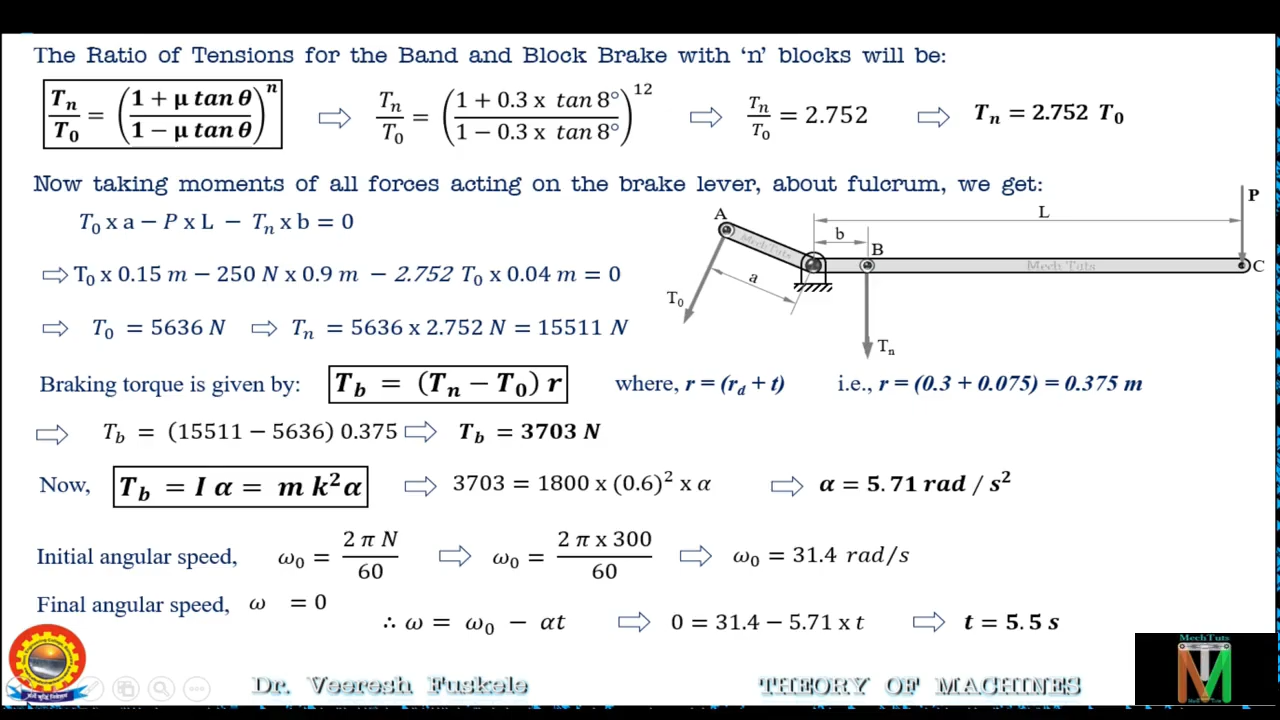 The Ratio of Tensions for the Band and Block Brake with ‘n’ blocks will be:
Tn/T0 = ((1 + μ tan θ)/(1 − μ tan θ))^n ⇨ Tn/T0 = ((1 + 0.3 x tan 8°)/(1 − 0.3 x tan 8°))^12 ⇨ Tn/T0 = 2.752 ⇨ Tn = 2.752 T0
Now taking moments of all forces acting on the brake lever, about fulcrum, we get:
T0 x a − P x L − Tn x b = 0
⇨ T0 x 0.15 m − 250 N x 0.9 m − 2.752 T0 x 0.04 m = 0
⇨ T0 = 5636 N ⇨ Tn = 5636 x 2.752 N = 15511 N
P
L
A
b
B
Mech Tuts
Mech Tuts
C
a
T0
Tn
Braking torque is given by: Tb = (Tn − T0) r where, r = (rd + t) i.e., r = (0.3 + 0.075) = 0.375 m
⇨ Tb = (15511 − 5636) 0.375 ⇨ Tb = 3703 N
Now, Tb = I α = m k²α ⇨ 3703 = 1800 x (0.6)² x α ⇨ α = 5.71 rad / s²
Initial angular speed, ω0 = 2 π N/60 ⇨ ω0 = 2 π x 300/60 ⇨ ω0 = 31.4 rad/s
Final angular speed, ω = 0
∴ ω = ω0 − αt ⇨ 0 = 31.4 − 5.71 x t ⇨ t = 5.5 s
MechTuts
Dr. Veeresh Fuskele THEORY OF MACHINES